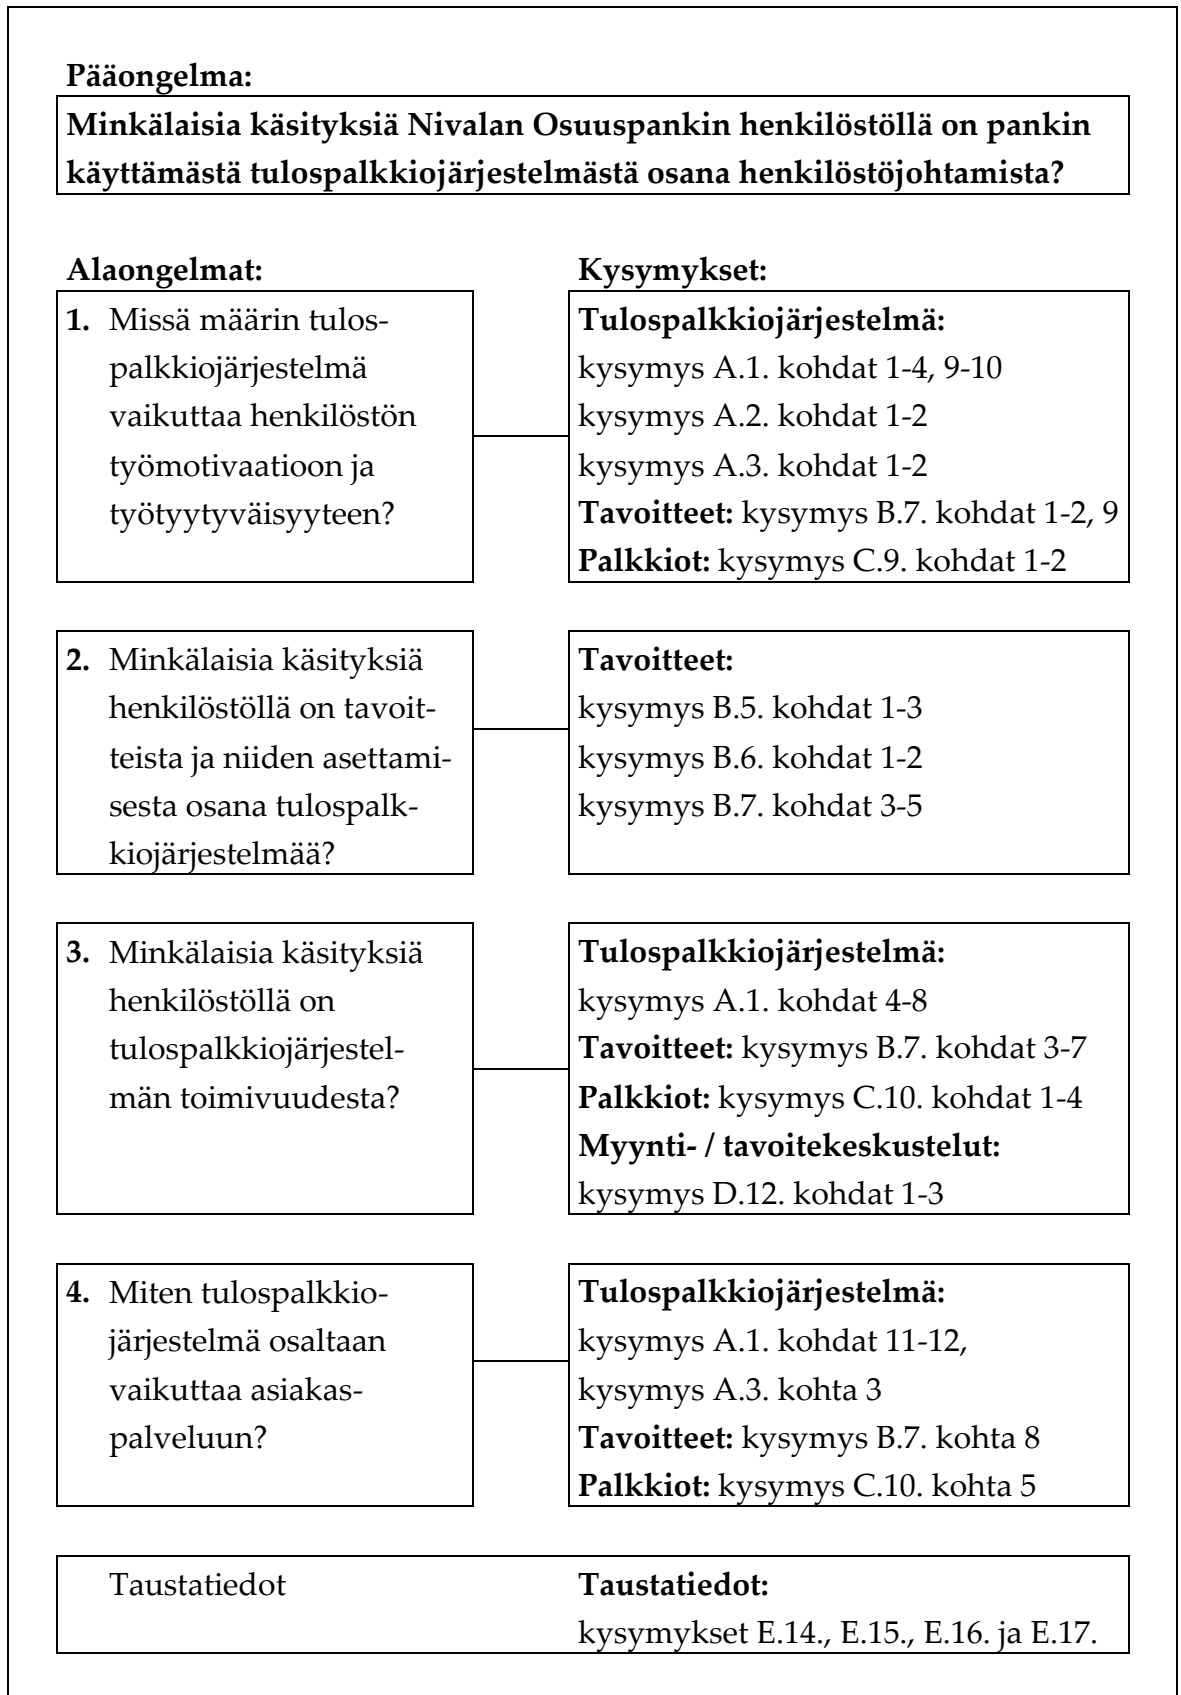 Pääongelma:
Minkälaisia käsityksiä Nivalan Osuuspankin henkilöstöllä on pankin
käyttämästä tulospalkkiojärjestelmästä osana henkilöstöjohtamista?
Alaongelmat:
1. Missä määrin tulos-
palkkiojärjestelmä
vaikuttaa henkilöstön
työmotivaatioon ja
työtyytyväisyyteen?
Kysymykset:
Tulospalkkiojärjestelmä:
kysymys A.1. kohdat 1-4, 9-10
kysymys A.2. kohdat 1-2
kysymys A.3. kohdat 1-2
Tavoitteet: kysymys B.7. kohdat 1-2, 9
Palkkiot: kysymys C.9. kohdat 1-2
2. Minkälaisia käsityksiä
henkilöstöllä on tavoit-
teista ja niiden asettami-
sesta osana tulospalk-
kiojärjestelmää?
Tavoitteet:
kysymys B.5. kohdat 1-3
kysymys B.6. kohdat 1-2
kysymys B.7. kohdat 3-5
3. Minkälaisia käsityksiä
henkilöstöllä on
tulospalkkiojärjestel-
män toimivuudesta?
Tulospalkkiojärjestelmä:
kysymys A.1. kohdat 4-8
Tavoitteet: kysymys B.7. kohdat 3-7
Palkkiot: kysymys C.10. kohdat 1-4
Myynti- / tavoitekeskustelut:
kysymys D.12. kohdat 1-3
4. Miten tulospalkkio-
järjestelmä osaltaan
vaikuttaa asiakas-
palveluun?
Tulospalkkiojärjestelmä:
kysymys A.1. kohdat 11-12,
kysymys A.3. kohta 3
Tavoitteet: kysymys B.7. kohta 8
Palkkiot: kysymys C.10. kohta 5
Taustatiedot
Taustatiedot:
kysymykset E.14., E.15., E.16. ja E.17.